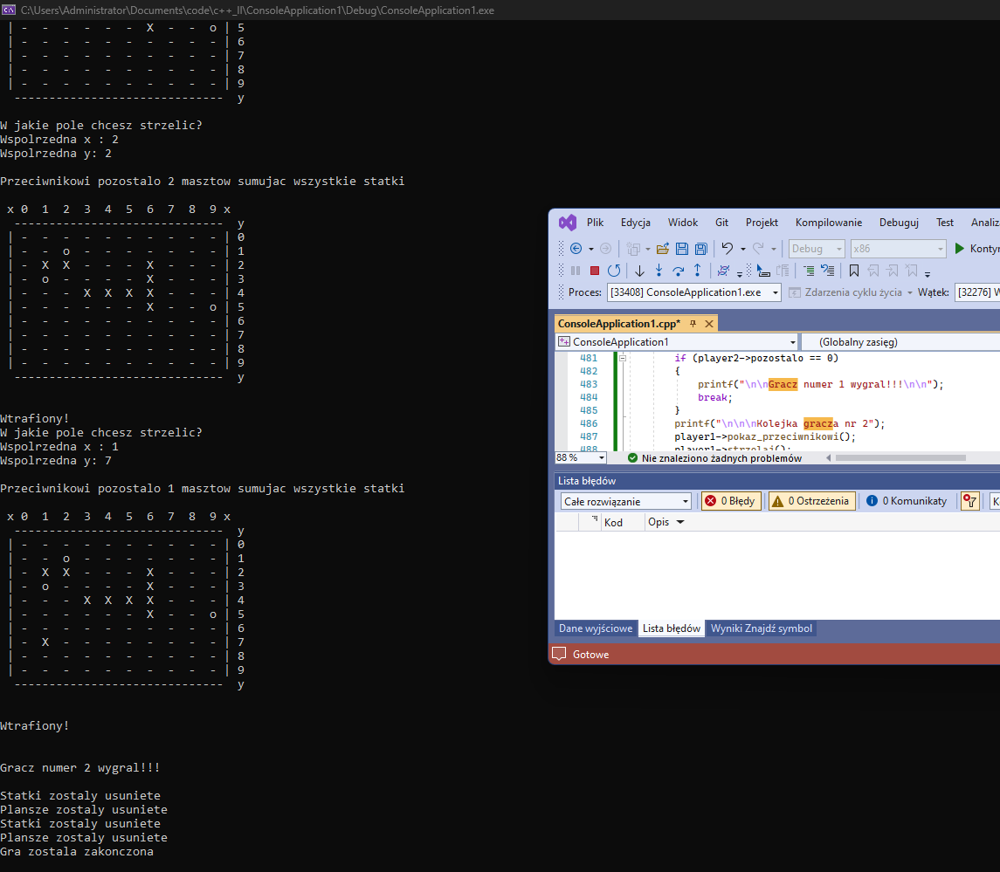 C:\Users\Administrator\Documents\code\c++_II\ConsoleApplication1\Debug\ConsoleApplication1.exe
| -  -  -  -  -  -  X  -  -  o | 5
| -  -  -  -  -  -  -  -  -  - | 6
| -  -  -  -  -  -  -  -  -  - | 7
| -  -  -  -  -  -  -  -  -  - | 8
| -  -  -  -  -  -  -  -  -  - | 9
------------------------------  y
W jakie pole chcesz strzelic?
Wspolrzedna x : 2
Wspolrzedna y: 2
Przeciwnikowi pozostalo 2 masztow sumujac wszystkie statki
x 0  1  2  3  4  5  6  7  8  9 x
------------------------------  y
| -  -  -  -  -  -  -  -  -  - | 0
| -  -  o  -  -  -  -  -  -  - | 1
| -  X  X  -  -  -  X  -  -  - | 2
| -  o  -  -  -  -  X  -  -  - | 3
| -  -  -  X  X  X  X  -  -  - | 4
| -  -  -  -  -  -  X  -  -  o | 5
| -  -  -  -  -  -  -  -  -  - | 6
| -  -  -  -  -  -  -  -  -  - | 7
| -  -  -  -  -  -  -  -  -  - | 8
| -  -  -  -  -  -  -  -  -  - | 9
------------------------------  y
Wtrafiony!
W jakie pole chcesz strzelic?
Wspolrzedna x : 1
Wspolrzedna y: 7
Przeciwnikowi pozostalo 1 masztow sumujac wszystkie statki
x 0  1  2  3  4  5  6  7  8  9 x
------------------------------  y
| -  -  -  -  -  -  -  -  -  - | 0
| -  -  o  -  -  -  -  -  -  - | 1
| -  X  X  -  -  -  X  -  -  - | 2
| -  o  -  -  -  -  X  -  -  - | 3
| -  -  -  X  X  X  X  -  -  - | 4
| -  -  -  -  -  -  X  -  -  o | 5
| -  -  -  -  -  -  -  -  -  - | 6
| -  X  -  -  -  -  -  -  -  - | 7
| -  -  -  -  -  -  -  -  -  - | 8
| -  -  -  -  -  -  -  -  -  - | 9
------------------------------  y
Wtrafiony!
Gracz numer 2 wygral!!!
Statki zostaly usuniete
Plansze zostaly usuniete
Statki zostaly usuniete
Plansze zostaly usuniete
Gra zostala zakonczona
Plik Edycja Widok Git Projekt Kompilowanie Debuguj Test Analiz
Debug x86 Kontyn
Proces: [33408] ConsoleApplication1.exe Zdarzenia cyklu życia Wątek: [32276] W
ConsoleApplication1.cpp*
ConsoleApplication1 (Globalny zasięg)
481 if (player2->pozostalo == 0)
482 {
483 printf("\n\nGracz numer 1 wygral!!!\n\n");
484 break;
485 }
486 printf("\n\n\nKolejka gracza nr 2");
487 player1->pokaz_przeciwnikowi();
488 player1->strzelaj();
88 % Nie znaleziono żadnych problemów
Lista błędów
Całe rozwiązanie 0 Błędy 0 Ostrzeżenia 0 Komunikaty
Kod Opis
Dane wyjściowe Lista błędów Wyniki Znajdź symbol
Gotowe